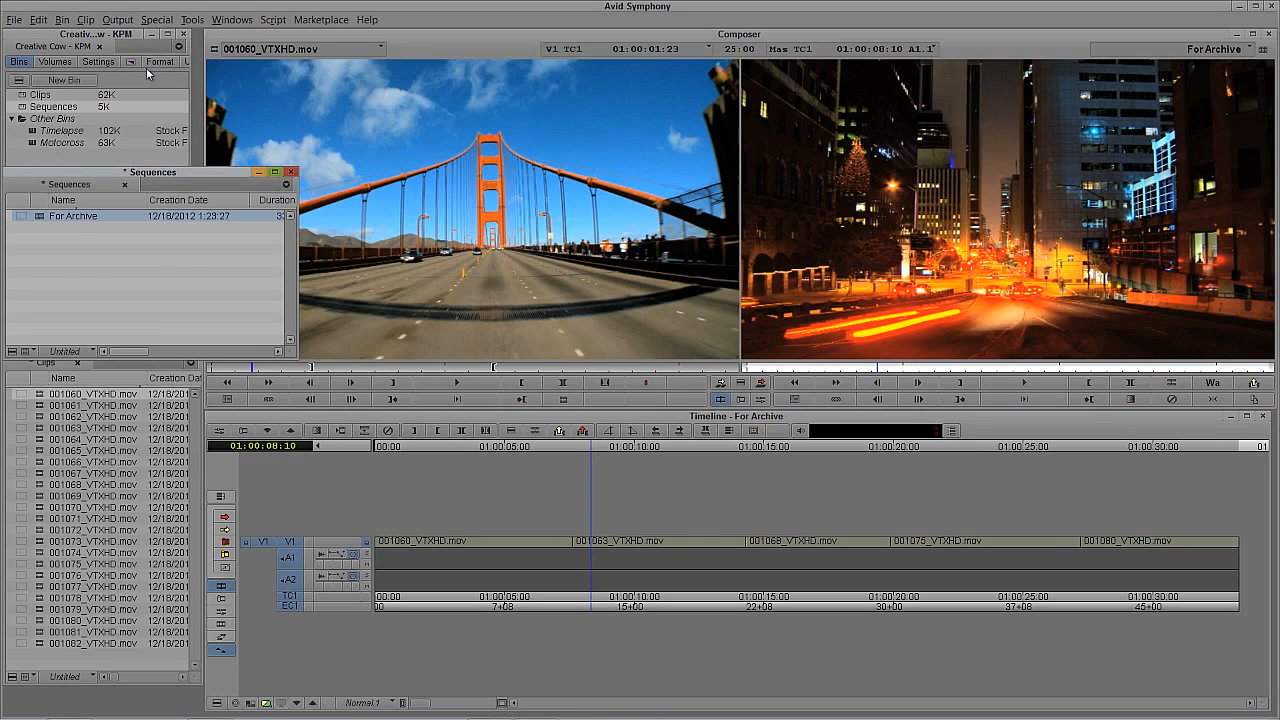 Avid Symphony
File Edit Bin Clip Output Special Tools Windows Script Marketplace Help
Creativ...w - KPM
Creative Cow - KPM
Bins Volumes Settings Format
New Bin
Clips 62K
Sequences 5K
Other bins
Timelapse 102K Stock F
Motocross 63K Stock F
* Sequences
* Sequences
Name Creation Date Duration
For Archive 12/18/2012 1:23:27
Untitled
Composer
001060_VTXHD.mov V1 TC1 01:00:01:23 25:00 Mas TC1 01:00:08:10 A1.1 For Archive
Clips
Name Creation Dat
001060_VTXHD.mov 12/18/201
001061_VTXHD.mov 12/18/201
001062_VTXHD.mov 12/18/201
001063_VTXHD.mov 12/18/201
001064_VTXHD.mov 12/18/201
001065_VTXHD.mov 12/18/201
001066_VTXHD.mov 12/18/201
001067_VTXHD.mov 12/18/201
001068_VTXHD.mov 12/18/201
001069_VTXHD.mov 12/18/201
001070_VTXHD.mov 12/18/201
001071_VTXHD.mov 12/18/201
001072_VTXHD.mov 12/18/201
001073_VTXHD.mov 12/18/201
001074_VTXHD.mov 12/18/201
001075_VTXHD.mov 12/18/201
001076_VTXHD.mov 12/18/201
001077_VTXHD.mov 12/18/201
001078_VTXHD.mov 12/18/201
001079_VTXHD.mov 12/18/201
001080_VTXHD.mov 12/18/201
001081_VTXHD.mov 12/18/201
001082_VTXHD.mov 12/18/201
Untitled
Wa
Timeline - For Archive
01:00:08:10 00:00 01:00:05:00 01:00:10:00 01:00:15:00 01:00:20:00 01:00:25:00 01:00:30:00 01
V1 V1 001060_VTXHD.mov 001063_VTXHD.mov 001068_VTXHD.mov 001075_VTXHD.mov 001080_VTXHD.mov
A1
A2
TC1 00:00 01:00:05:00 01:00:10:00 01:00:15:00 01:00:20:00 01:00:25:00 01:00:30:00
EC1 00 7+08 15+00 22+08 30+00 37+08 45+00
Normal.1